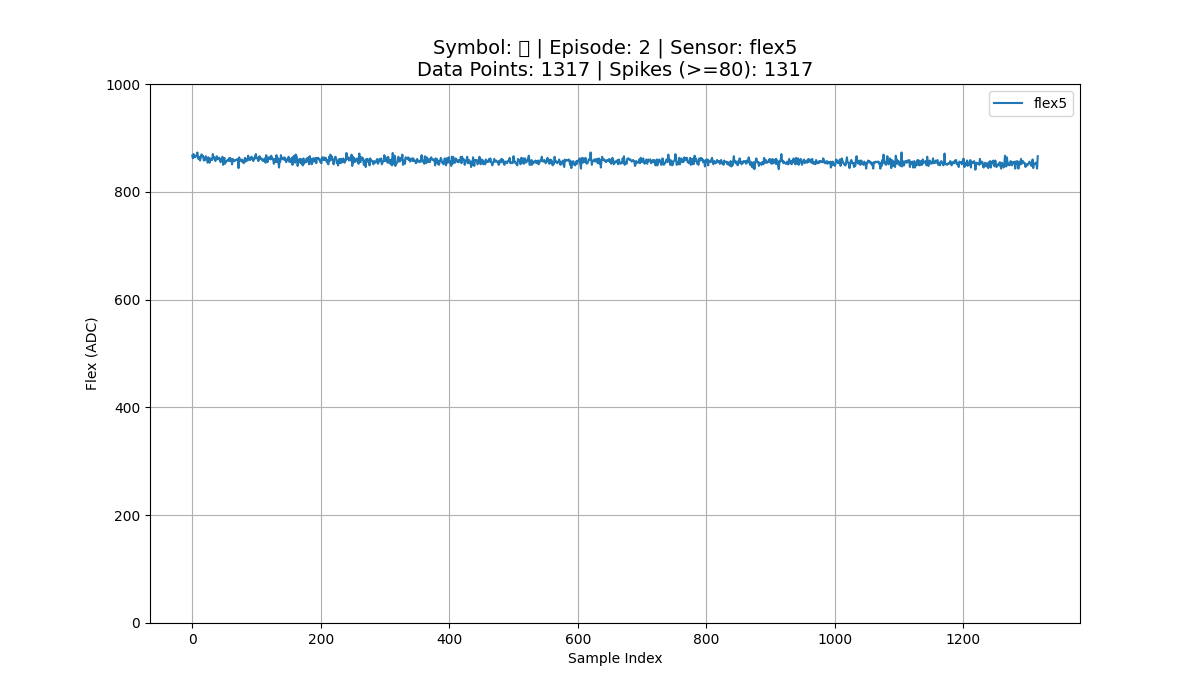 Symbol: | Episode: 2 | Sensor: flex5
Data Points: 1317 | Spikes (>=80): 1317
flex5
1000
800
600
400
200
0
Flex (ADC)
0 200 400 600 800 1000 1200
Sample Index